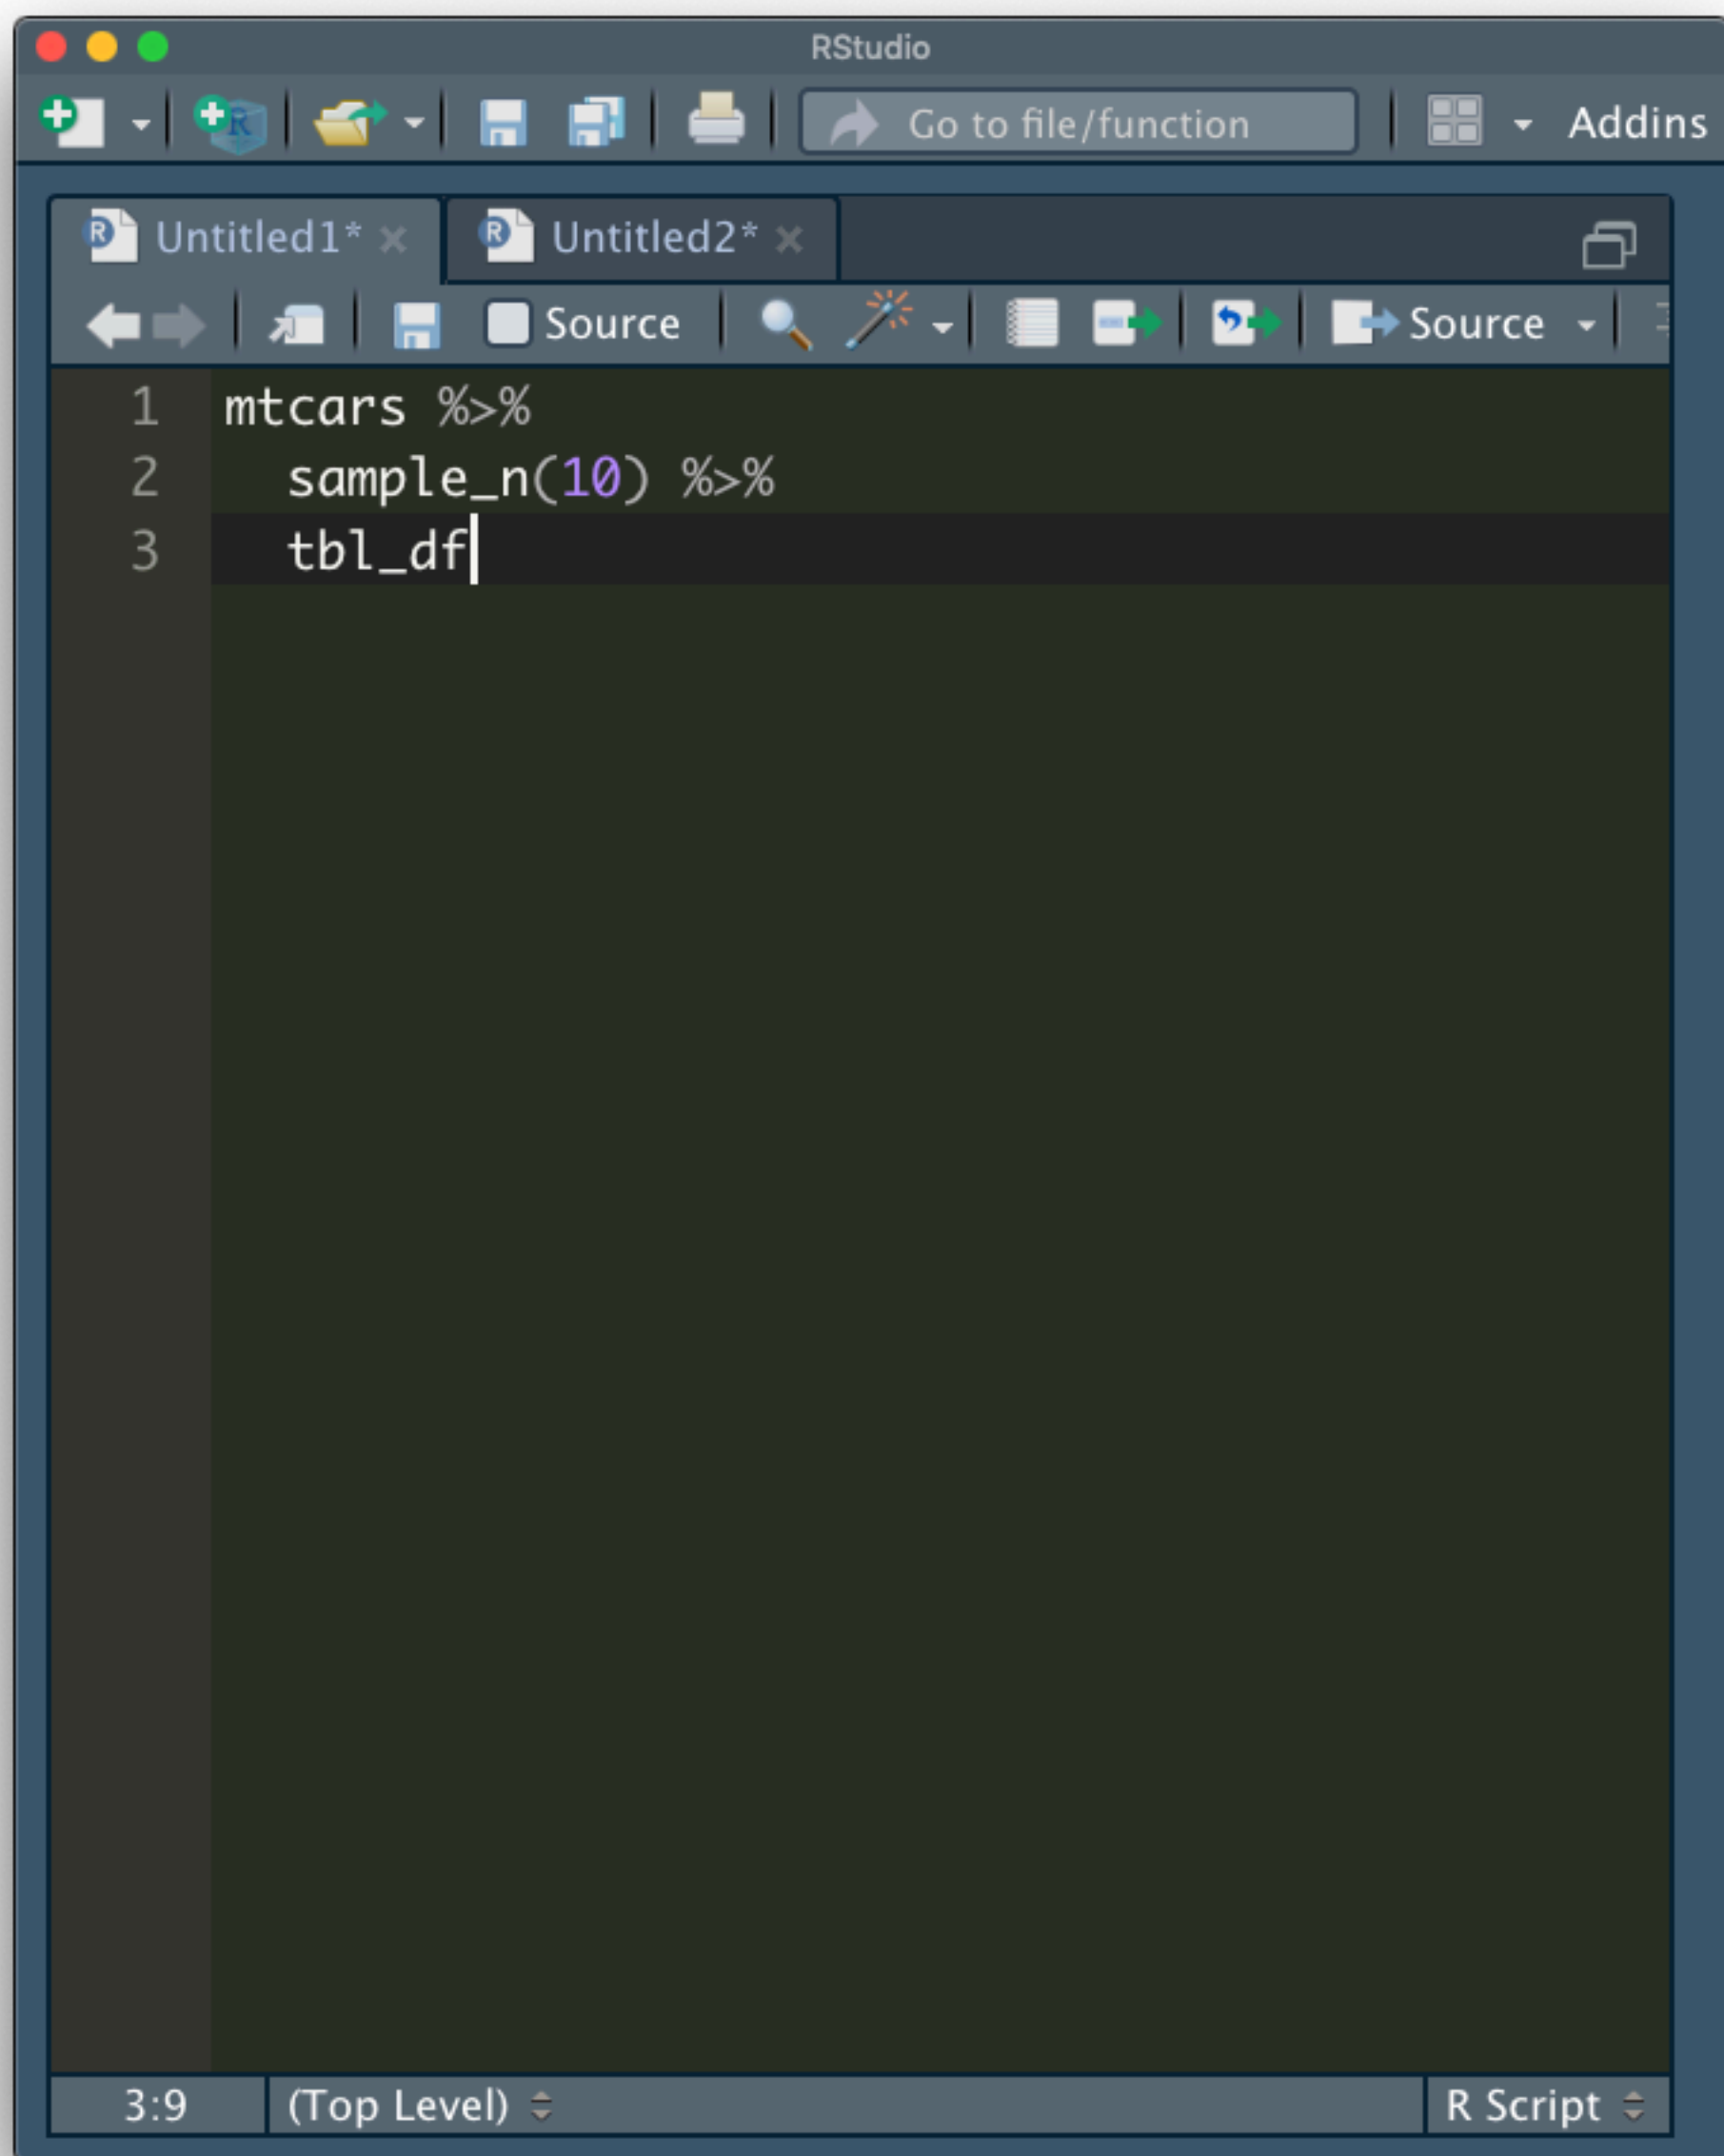 RStudio
Go to file/function Addins
Untitled1* Untitled2*
Source Source
1 mtcars %>%
2 sample_n(10) %>%
3 tbl_df
3:9 (Top Level) R Script